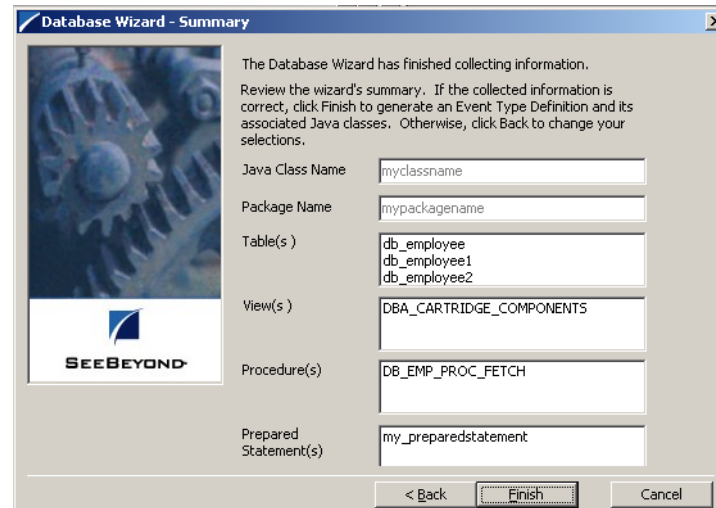 Database Wizard - Summary
The Database Wizard has finished collecting information.
Review the wizard's summary. If the collected information is
correct, click Finish to generate an Event Type Definition and its
associated Java classes. Otherwise, click Back to change your
selections.
Java Class Name
myclassname
Package Name
mypackagename
Table(s )
db_employee
db_employee1
db_employee2
View(s )
DBA_CARTRIDGE_COMPONENTS
SEEBEYOND
Procedure(s)
DB_EMP_PROC_FETCH
Prepared
Statement(s)
my_preparedstatement
< Back
Finish
Cancel